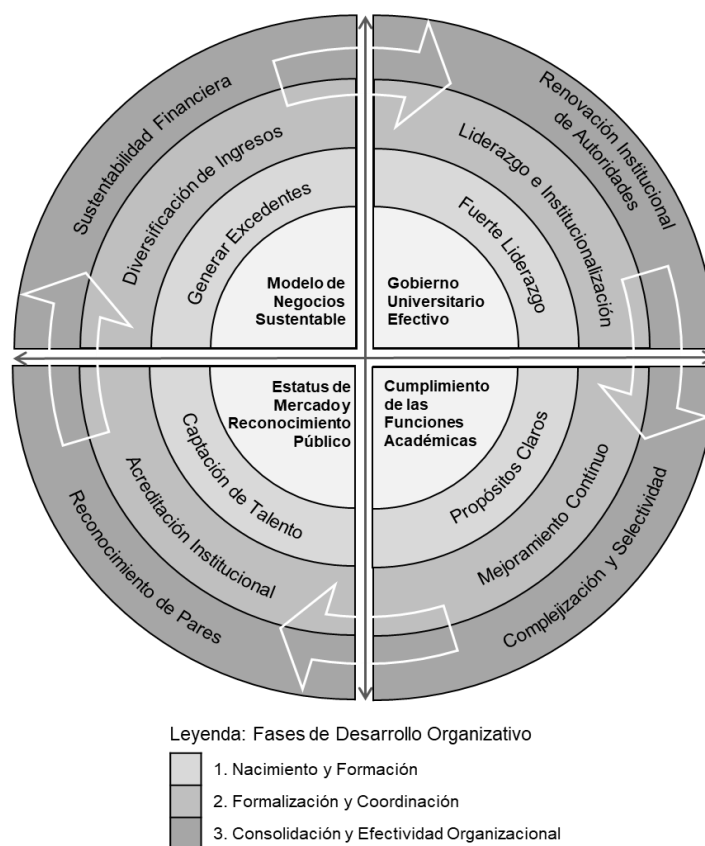 Sustentabilidad Financiera
Diversificación de Ingresos
Generar Excedentes
Modelo de
Negocios
Sustentable
Renovación Institucional
de Autoridades
Liderazgo e Institucionalización
Fuerte Liderazgo
Gobierno
Universitario
Efectivo
Estatus de
Mercado y
Reconocimiento
Público
Captación de Talento
Acreditación Institucional
Reconocimiento de Pares
Cumplimiento
de las
Funciones
Académicas
Propósitos Claros
Mejoramiento Contínuo
Complejización y Selectividad
Leyenda: Fases de Desarrollo Organizativo
1. Nacimiento y Formación
2. Formalización y Coordinación
3. Consolidación y Efectividad Organizacional